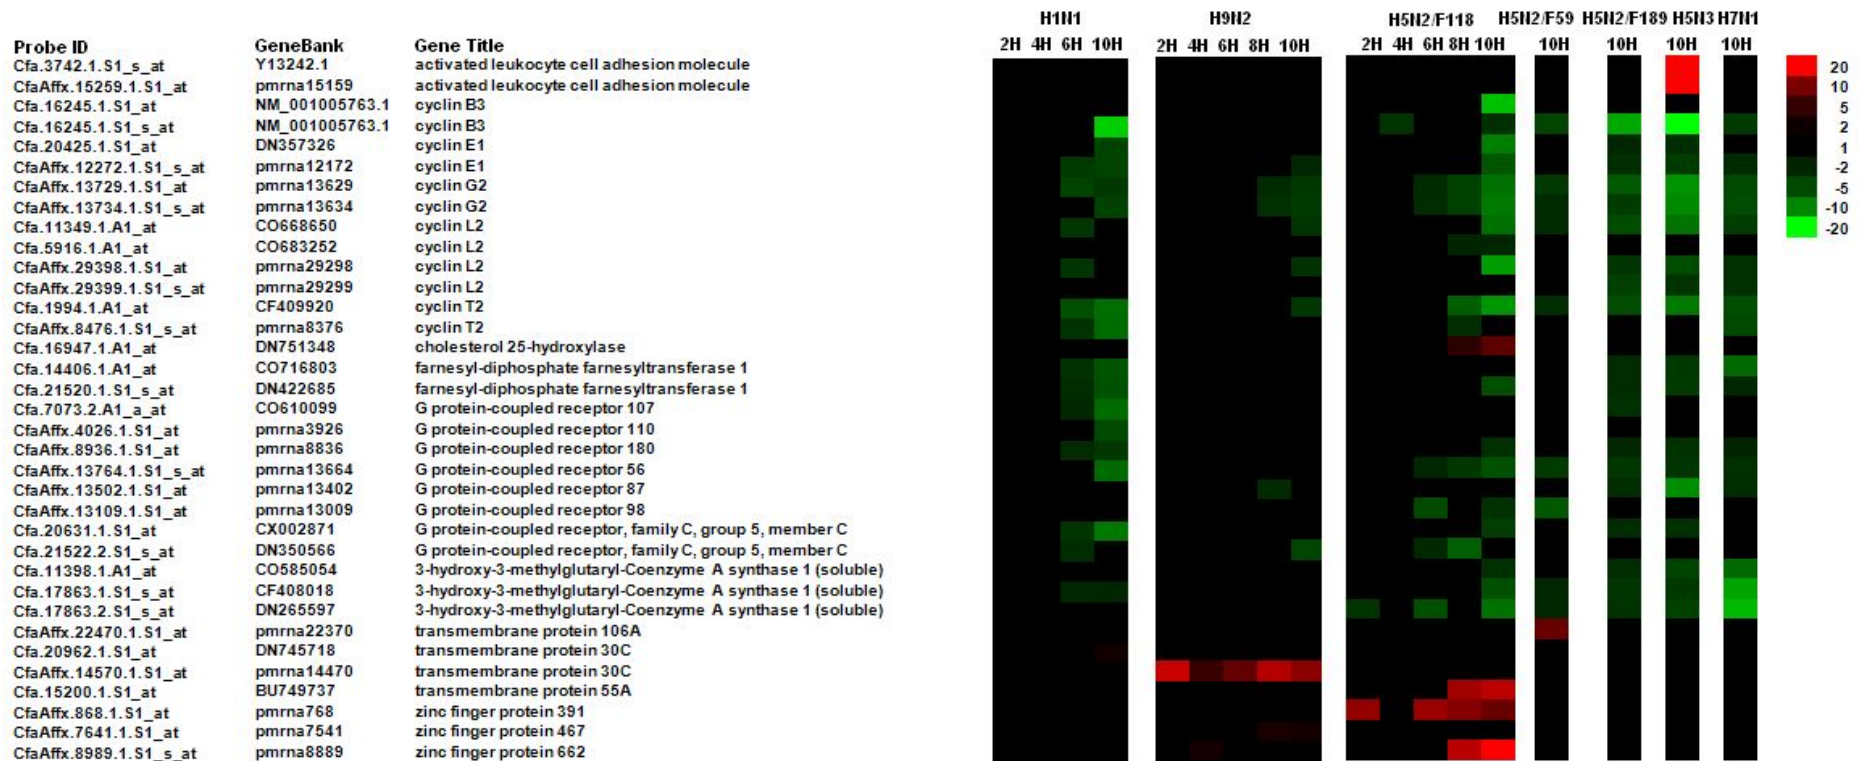 H1N1 H9N2 H5N2/F118 H5N2/F59 H5N2/F189 H5N3 H7N1
Probe ID GeneBank Gene Title 2H 4H 6H 10H 2H 4H 6H 8H 10H 2H 4H 6H 8H 10H 10H 10H 10H 10H
Cfa.3742.1.S1_s_at Y13242.1 activated leukocyte cell adhesion molecule
CfaAffx.15259.1.S1_at pmrna15159 activated leukocyte cell adhesion molecule
Cfa.16245.1.S1_at NM_001005763.1 cyclin B3
Cfa.16245.1.S1_s_at NM_001005763.1 cyclin B3
Cfa.20425.1.S1_at DN357326 cyclin E1
CfaAffx.12272.1.S1_s_at pmrna12172 cyclin E1
CfaAffx.13729.1.S1_at pmrna13629 cyclin G2
CfaAffx.13734.1.S1_s_at pmrna13634 cyclin G2
Cfa.11349.1.A1_at CO668650 cyclin L2
Cfa.5916.1.A1_at CO683252 cyclin L2
CfaAffx.29398.1.S1_at pmrna29298 cyclin L2
CfaAffx.29399.1.S1_s_at pmrna29299 cyclin L2
Cfa.1994.1.A1_at CF409920 cyclin T2
CfaAffx.8476.1.S1_s_at pmrna8376 cyclin T2
Cfa.16947.1.A1_at DN751348 cholesterol 25-hydroxylase
Cfa.14406.1.A1_at CO716803 farnesyl-diphosphate farnesyltransferase 1
Cfa.21520.1.S1_s_at DN422685 farnesyl-diphosphate farnesyltransferase 1
Cfa.7073.2.A1_a_at CO610099 G protein-coupled receptor 107
CfaAffx.4026.1.S1_at pmrna3926 G protein-coupled receptor 110
CfaAffx.8936.1.S1_at pmrna8836 G protein-coupled receptor 180
CfaAffx.13764.1.S1_s_at pmrna13664 G protein-coupled receptor 56
CfaAffx.13502.1.S1_at pmrna13402 G protein-coupled receptor 87
CfaAffx.13109.1.S1_at pmrna13009 G protein-coupled receptor 98
Cfa.20631.1.S1_at CX002871 G protein-coupled receptor, family C, group 5, member C
Cfa.21522.2.S1_s_at DN350566 G protein-coupled receptor, family C, group 5, member C
Cfa.11398.1.A1_at CO585054 3-hydroxy-3-methylglutaryl-Coenzyme A synthase 1 (soluble)
Cfa.17863.1.S1_s_at CF408018 3-hydroxy-3-methylglutaryl-Coenzyme A synthase 1 (soluble)
Cfa.17863.2.S1_s_at DN265597 3-hydroxy-3-methylglutaryl-Coenzyme A synthase 1 (soluble)
CfaAffx.22470.1.S1_at pmrna22370 transmembrane protein 106A
Cfa.20962.1.S1_at DN745718 transmembrane protein 30C
CfaAffx.14570.1.S1_at pmrna14470 transmembrane protein 30C
Cfa.15200.1.S1_at BU749737 transmembrane protein 55A
CfaAffx.868.1.S1_at pmrna768 zinc finger protein 391
CfaAffx.7641.1.S1_at pmrna7541 zinc finger protein 467
CfaAffx.8989.1.S1_s_at pmrna8889 zinc finger protein 662
20
10
5
2
1
-2
-5
-10
-20